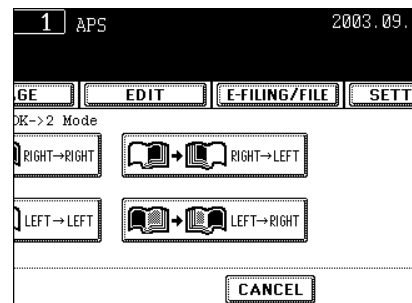 1 APS 2003.09.
GE EDIT E-FILING/FILE SETT
OK->2 Mode
RIGHT→RIGHT RIGHT→LEFT
LEFT→LEFT LEFT→RIGHT
CANCEL